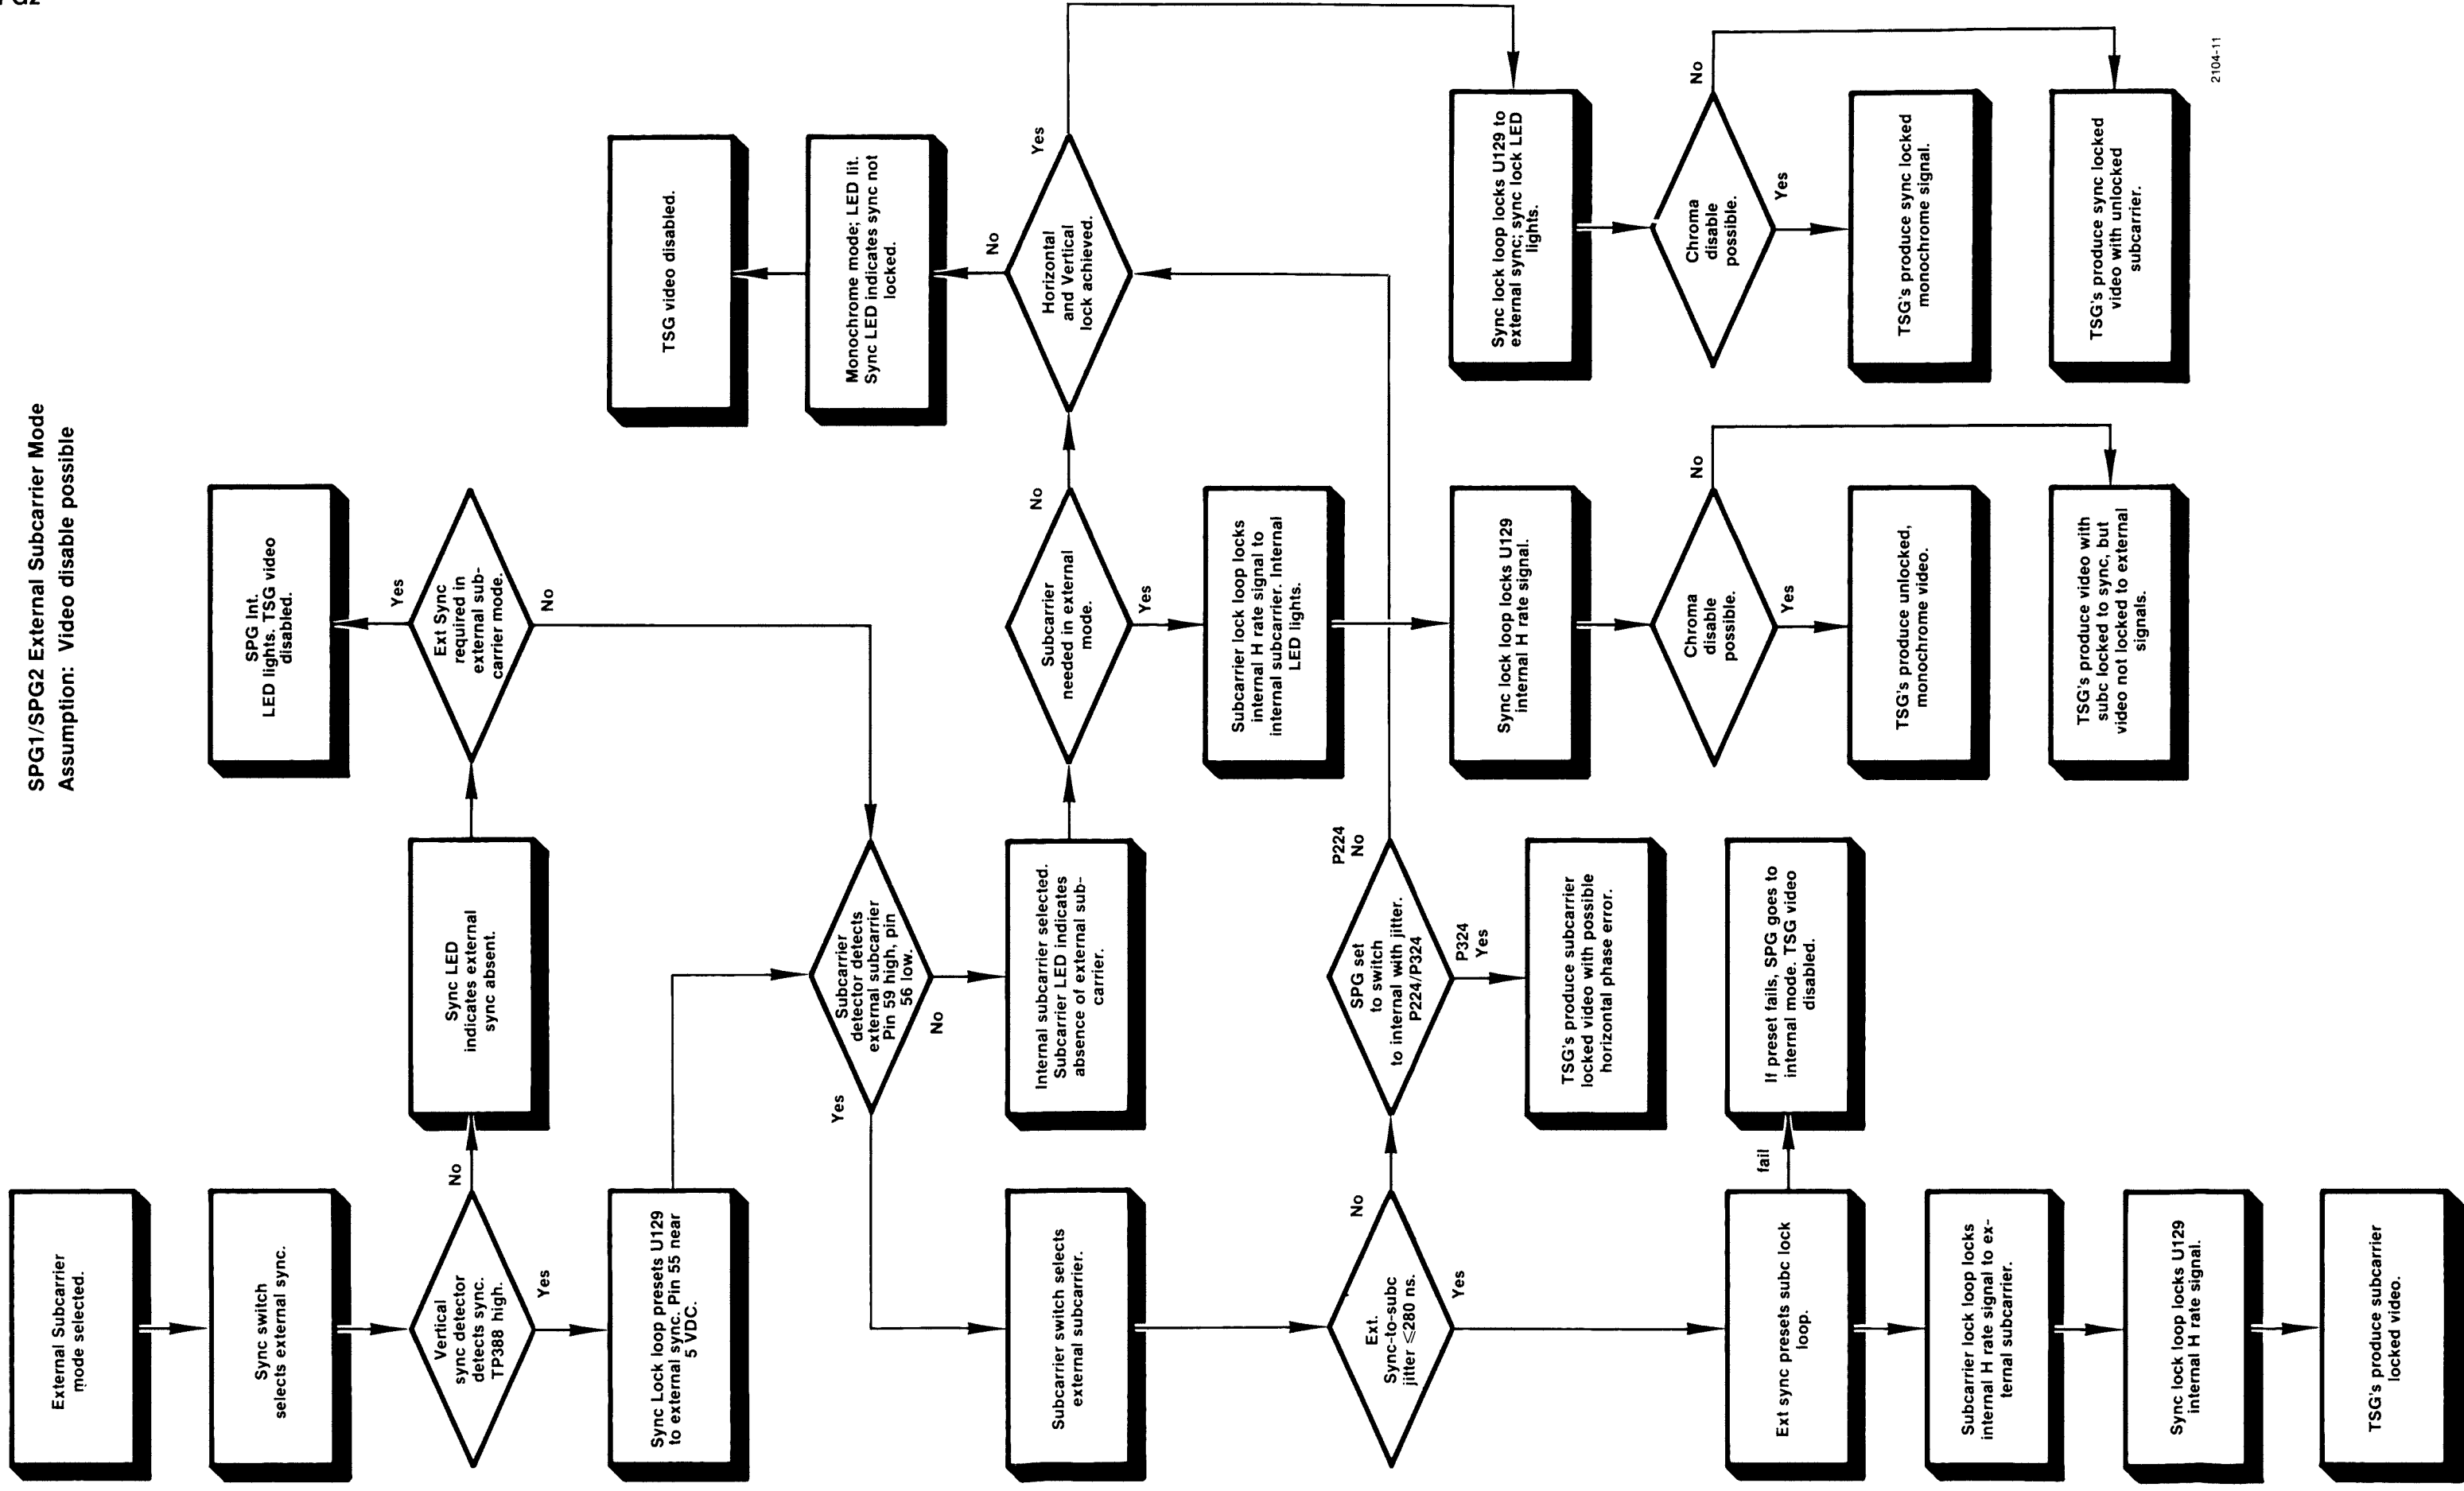 SPG1/SPG2 External Subcarrier Mode
Assumption: Video disable possible
External Subcarrier
mode selected.
Sync switch
selects external sync.
Vertical
sync detector
detects sync.
TP388 high.
No
Yes
Sync LED
indicates external
sync absent.
Ext Sync
required in
external sub-
carrier mode.
Yes
No
SPG Int.
LED lights. TSG video
disabled.
Sync Lock loop presets U129
to external sync. Pin 55 near
5 VDC.
Subcarrier
detector detects
external subcarrier
Pin 59 high, pin
56 low.
Yes
No
Internal subcarrier selected.
Subcarrier LED indicates
absence of external sub-
carrier.
Subcarrier
needed in external
mode.
No
Yes
Horizontal
and Vertical
lock achieved.
No
Yes
Monochrome mode; LED lit.
Sync LED indicates sync not
locked.
TSG video disabled.
Subcarrier lock loop locks
internal H rate signal to
internal subcarrier. Internal
LED lights.
Sync lock loop locks U129
internal H rate signal.
Chroma
disable
possible.
No
Yes
TSG's produce unlocked,
monochrome video.
TSG's produce video with
subc locked to sync, but
video not locked to external
signals.
Sync lock loop locks U129 to
external sync; sync lock LED
lights.
Chroma
disable
possible.
No
Yes
TSG's produce sync locked
monochrome signal.
TSG's produce sync locked
video with unlocked
subcarrier.
Subcarrier switch selects
external subcarrier.
Ext.
Sync-to-subc
jitter ⩽280 ns.
No
Yes
SPG set
to switch
to internal with jitter.
P224/P324
P224
No
P324
Yes
TSG's produce subcarrier
locked video with possible
horizontal phase error.
Ext sync presets subc lock
loop.
fail
If preset fails, SPG goes to
internal mode. TSG video
disabled.
Subcarrier lock loop locks
internal H rate signal to ex-
ternal subcarrier.
Sync lock loop locks U129
internal H rate signal.
TSG's produce subcarrier
locked video.
2104-11